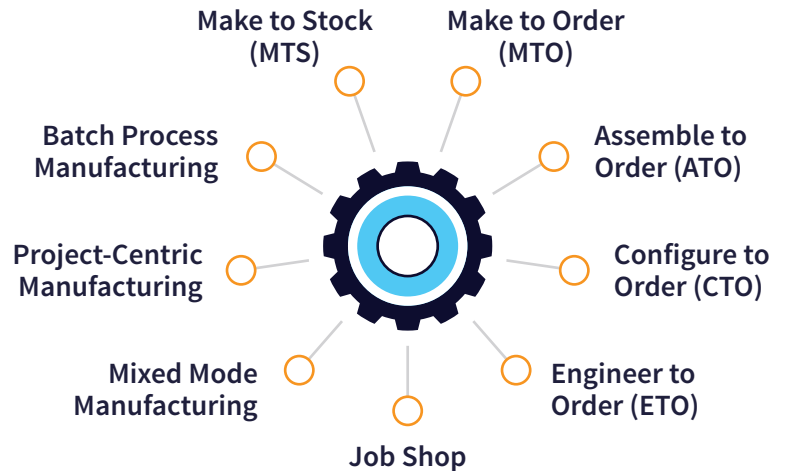 Make to Stock
(MTS)
Make to Order
(MTO)
Batch Process
Manufacturing
Assemble to
Order (ATO)
Project-Centric
Manufacturing
Configure to
Order (CTO)
Mixed Mode
Manufacturing
Engineer to
Order (ETO)
Job Shop